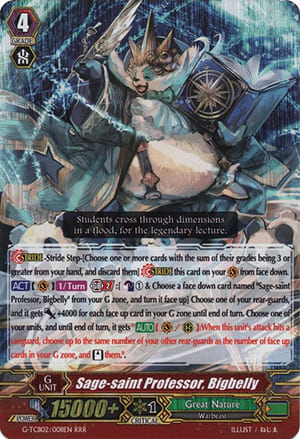 4
GRADE
Students cross through dimensions
in a flood, for the legendary lecture.
STRIDE -Stride Step-[Choose one or more cards with the sum of their grades being 3 or
greater from your hand, and discard them] STRIDE this card on your from face down.
ACT 1/Turn 2 : & Choose a face down card named "Sage-saint
Professor, Bigbelly" from your G zone, and turn it face up] Choose one of your rear-guards,
and it gets +4000 for each face up card in your G zone until end of turn. Choose one of your
units, and until end of turn, it gets" AUTO : When this unit's attack hits a
vanguard, choose up to the same number of your other rear-guards as the number of face up
cards in your G zone, and them.".
G
UNIT
Sage-saint Professor, Bigbelly
POWER
15000+
1
CRITICAL
Great Nature
Warbeast
G-TCB02/008EN RRR
ILLUST /